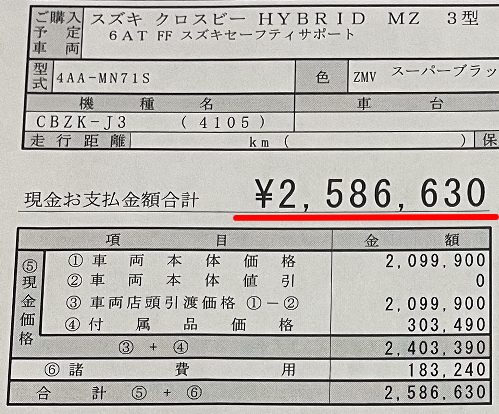 ご購入 スズキ クロスビー HYBRID MZ 3型
予定 6AT FF スズキセーフティサポート
車両
型式 4AA-MN71S 色 ZMV スーパーブラッ
機種名 車台
CBZK-J3 (4105)
走行距離 km ( ) 保
現金お支払金額合計 ¥2,586,630
項目 金額
⑤現金価格 ①車両本体価格 2,099,900
②車両本体値引 0
③車両店頭引渡価格 ①-② 2,099,900
④付属品価格 303,490
③+④ 2,403,390
⑥諸費用 183,240
合計 ⑤+⑥ 2,586,630